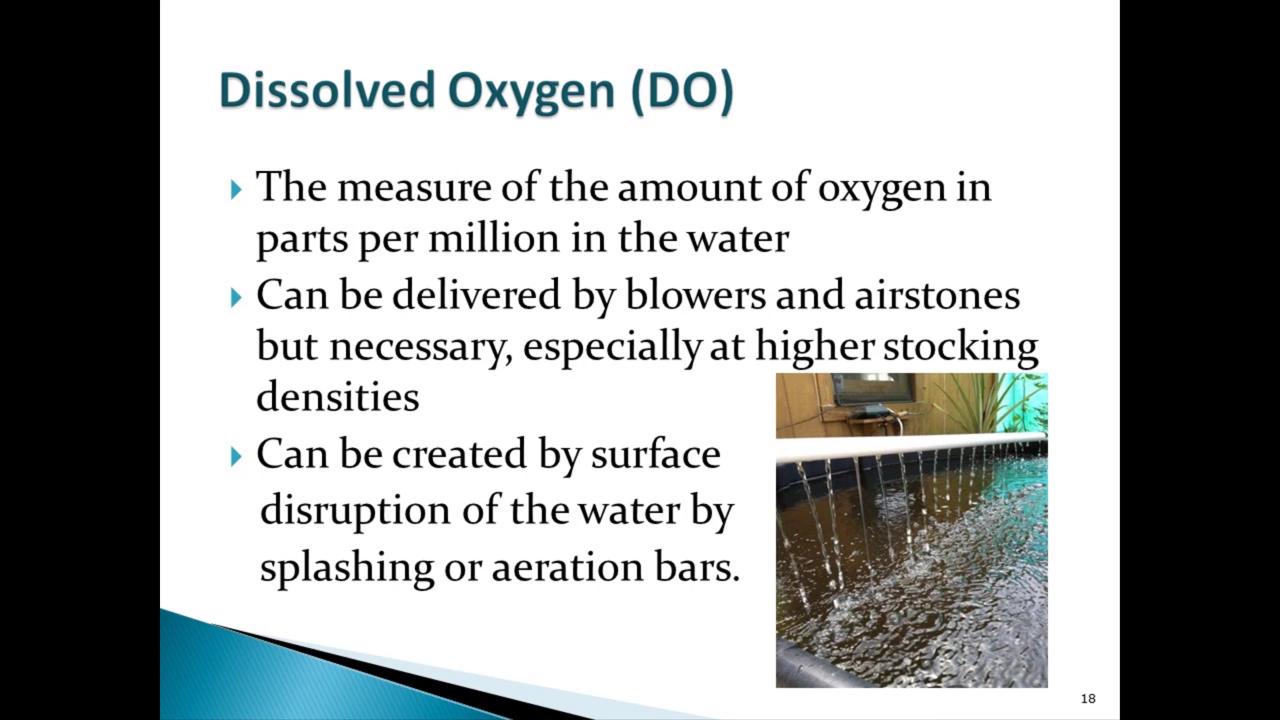 Dissolved Oxygen (DO)
The measure of the amount of oxygen in
parts per million in the water
Can be delivered by blowers and airstones
but necessary, especially at higher stocking
densities
Can be created by surface
disruption of the water by
splashing or aeration bars.
18